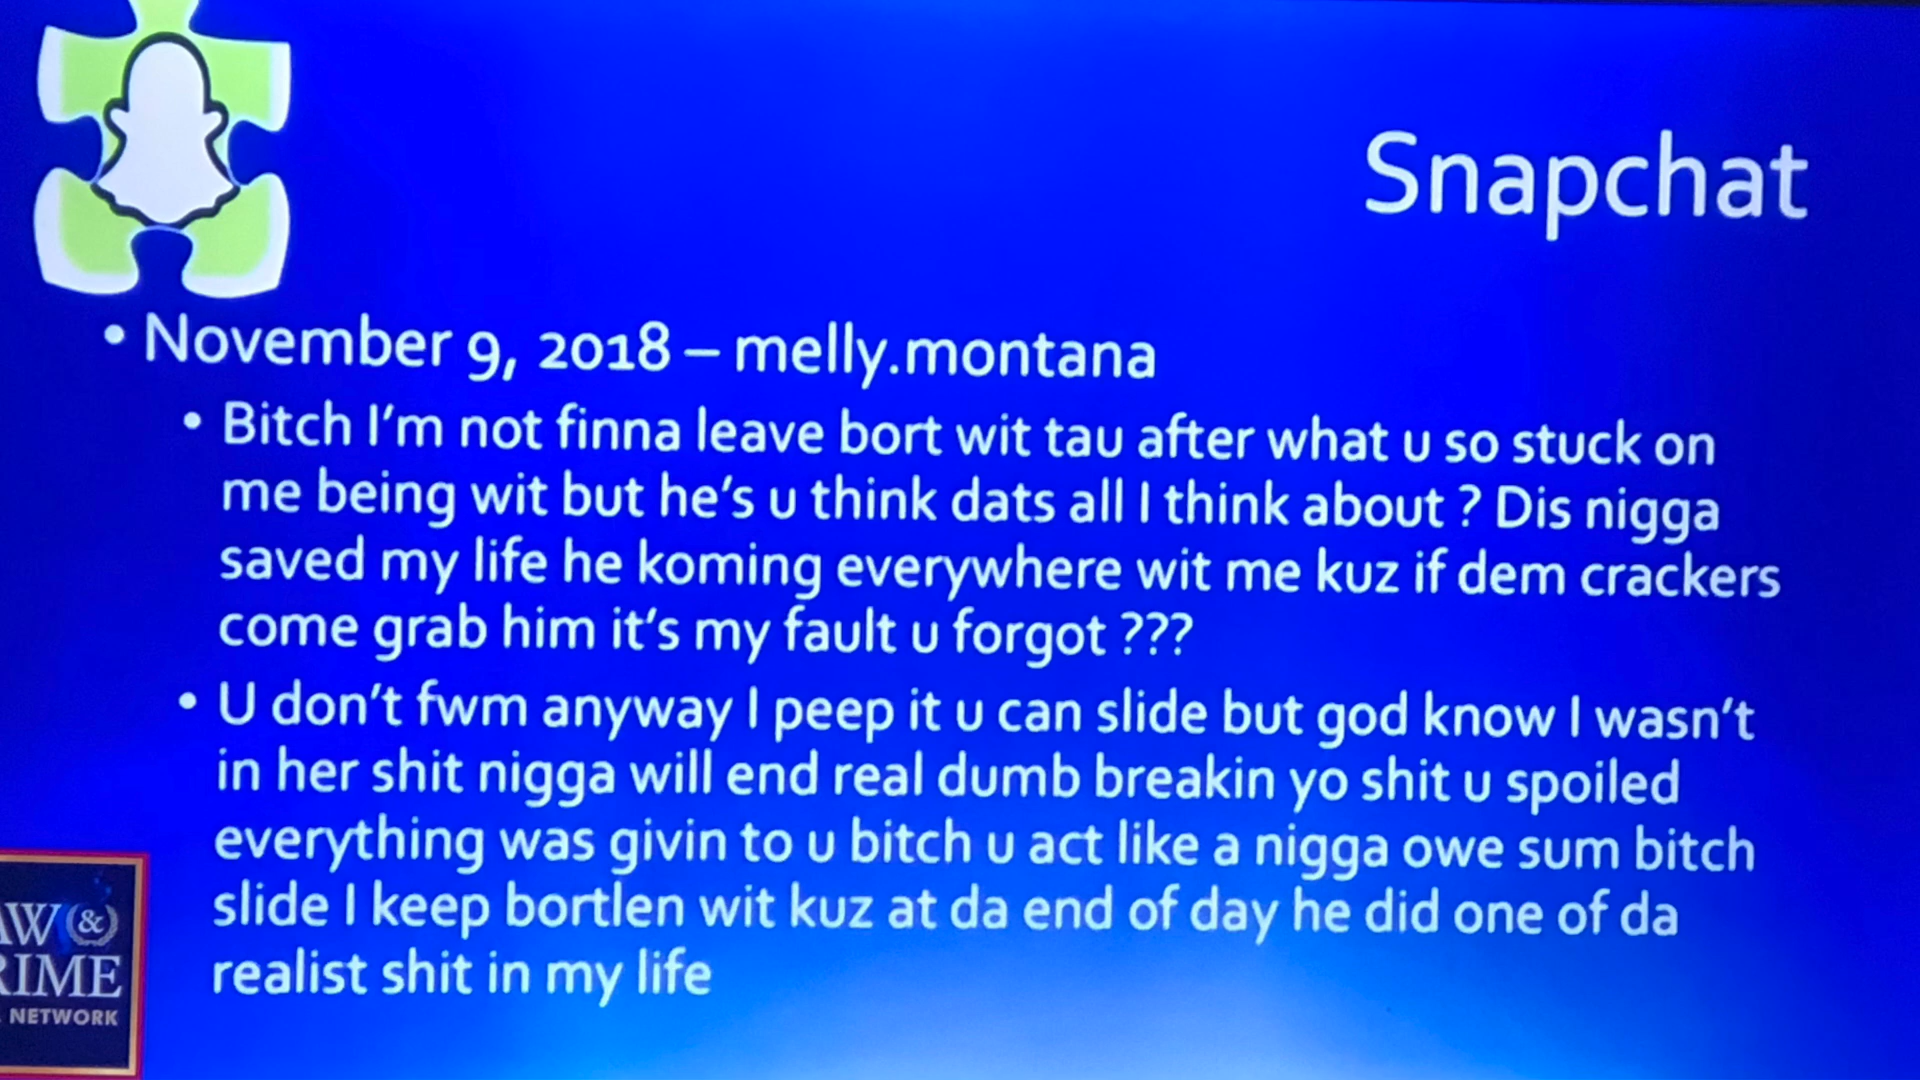 Snapchat
• November 9, 2018 – melly.montana
• Bitch I'm not finna leave bort wit tau after what u so stuck on
me being wit but he's u think dats all I think about ? Dis nigga
saved my life he koming everywhere wit me kuz if dem crackers
come grab him it's my fault u forgot ???
• U don't fwm anyway I peep it u can slide but god know I wasn't
in her shit nigga will end real dumb breakin yo shit u spoiled
everything was givin to u bitch u act like a nigga owe sum bitch
slide I keep bortlen wit kuz at da end of day he did one of da
realist shit in my life
AW &
RIME
NETWORK